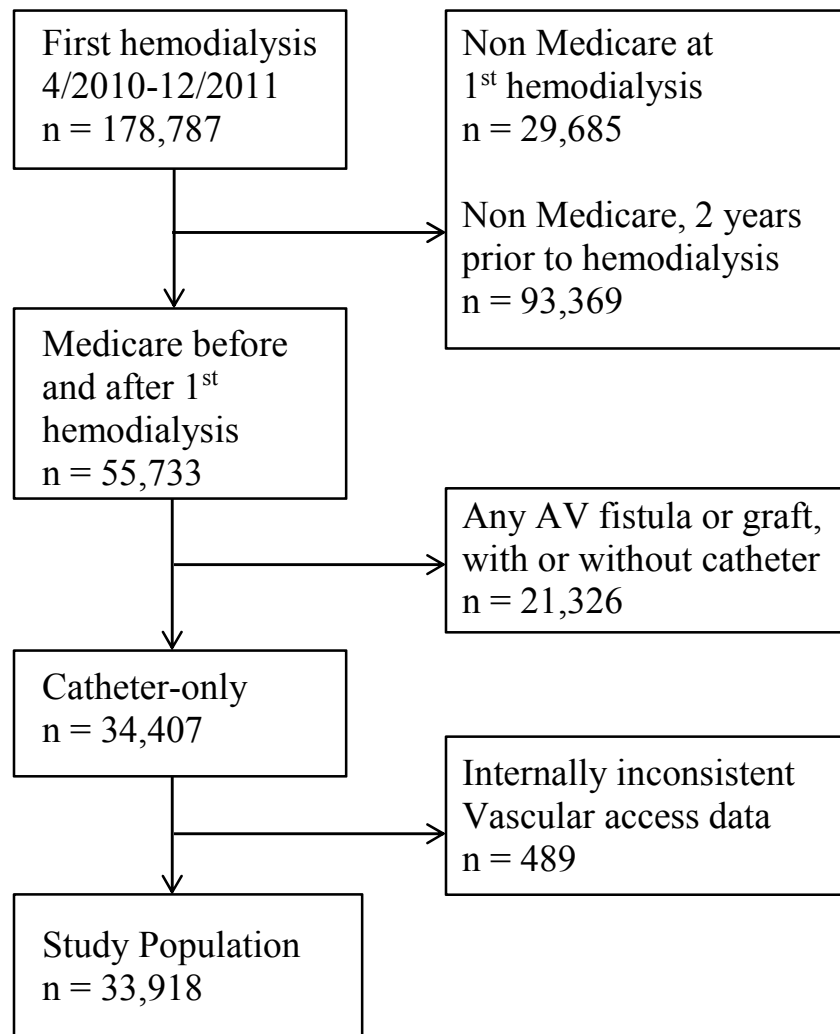 First hemodialysis
4/2010-12/2011
n = 178,787
Non Medicare at
1st hemodialysis
n = 29,685
Non Medicare, 2 years
prior to hemodialysis
n = 93,369
Medicare before
and after 1st
hemodialysis
n = 55,733
Any AV fistula or graft,
with or without catheter
n = 21,326
Catheter-only
n = 34,407
Internally inconsistent
Vascular access data
n = 489
Study Population
n = 33,918